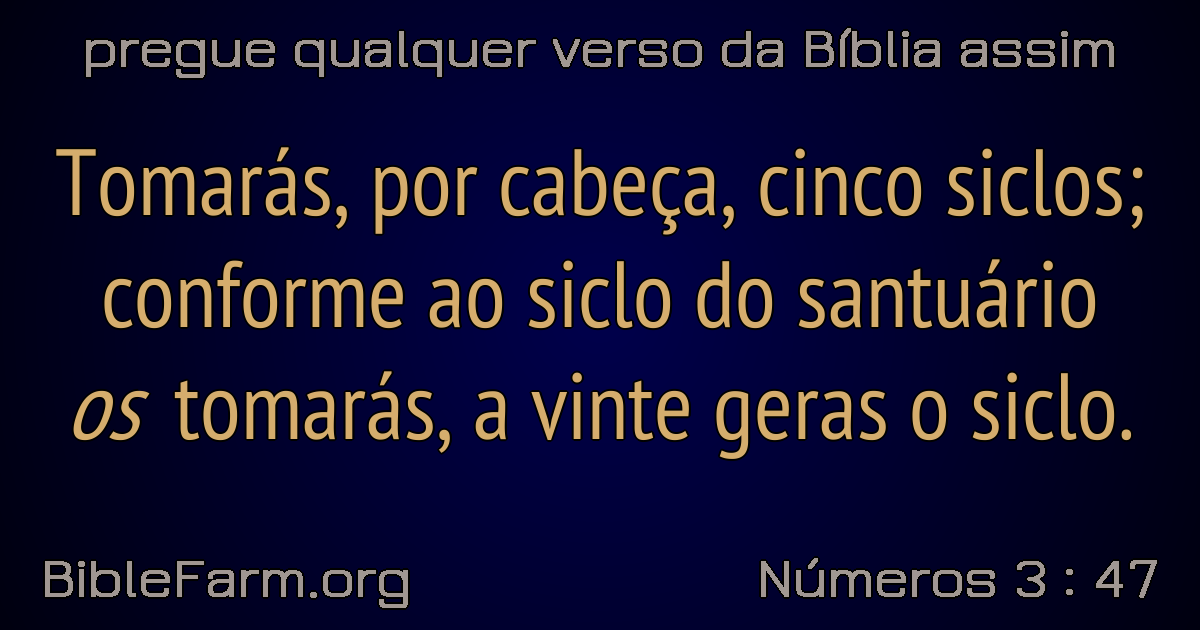 pregue qualquer verso da Bíblia assim
Tomarás, por cabeça, cinco siclos;
conforme ao siclo do santuário
os tomarás, a vinte geras o siclo.
BibleFarm.org
Números 3 : 47